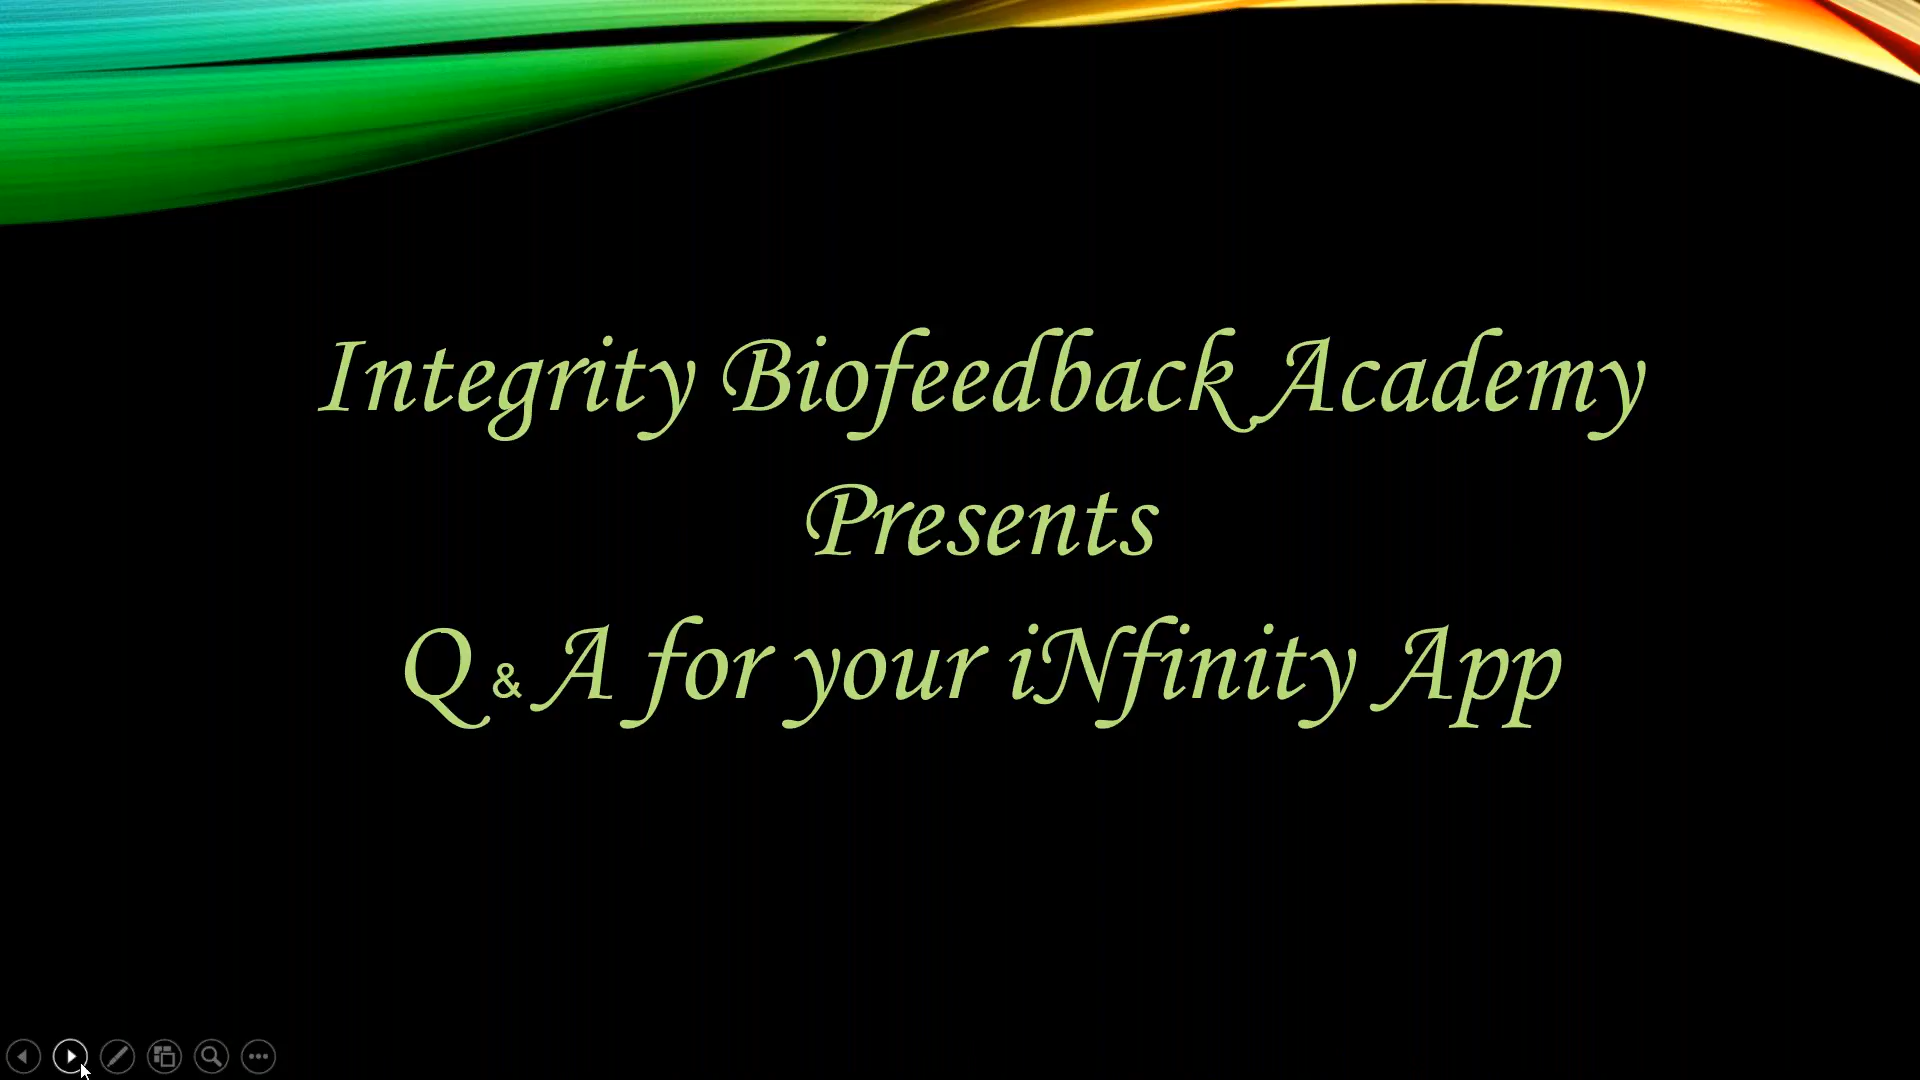 Integrity Biofeedback Academy
Presents
Q & A for your iNfinity App